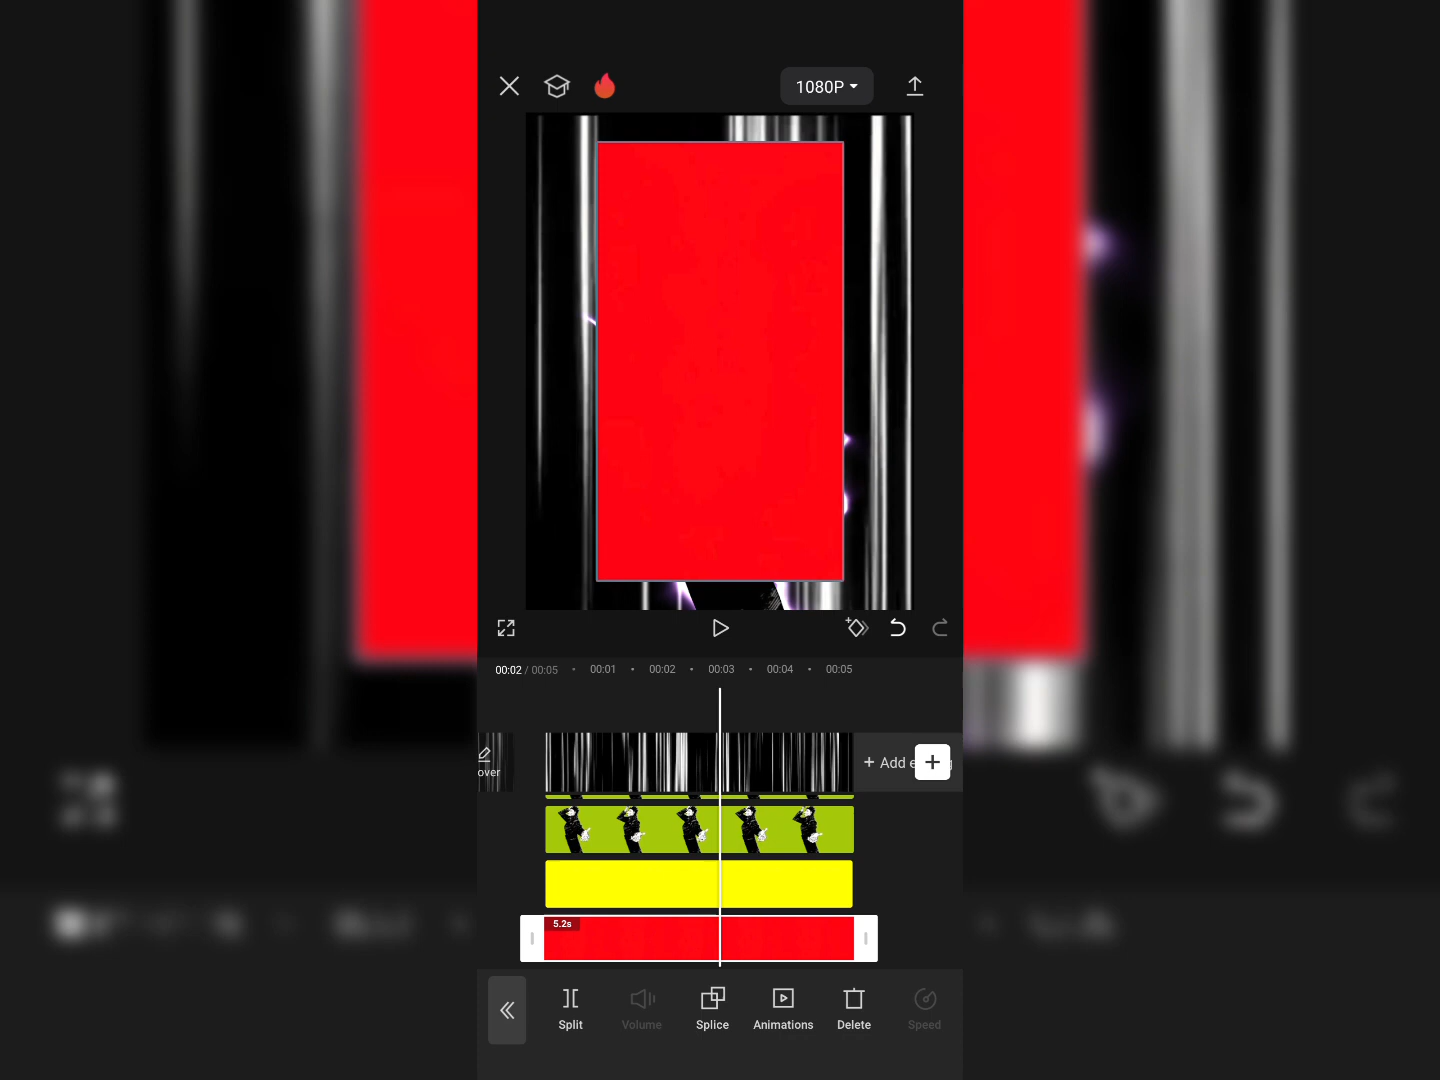 1080P
00:02 / 00:05
00:01
00:02
00:03
00:04
00:05
over
+ Add e
5.2s
Split
Volume
Splice
Animations
Delete
Speed